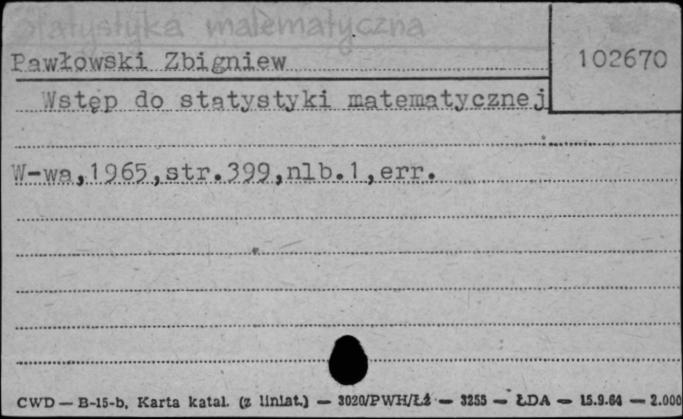 Statystyka matematyczna
Pawłowski Zbigniew
102670
Wstęp do statystyki matematycznej
W-wa,1965,str.399,nlb.1,err.
CWD — B-15-b, Karta katal. (z liniat.) — 3020/PWH/Łż — 3255 — ŁDA — 15.9.64 — 2.000